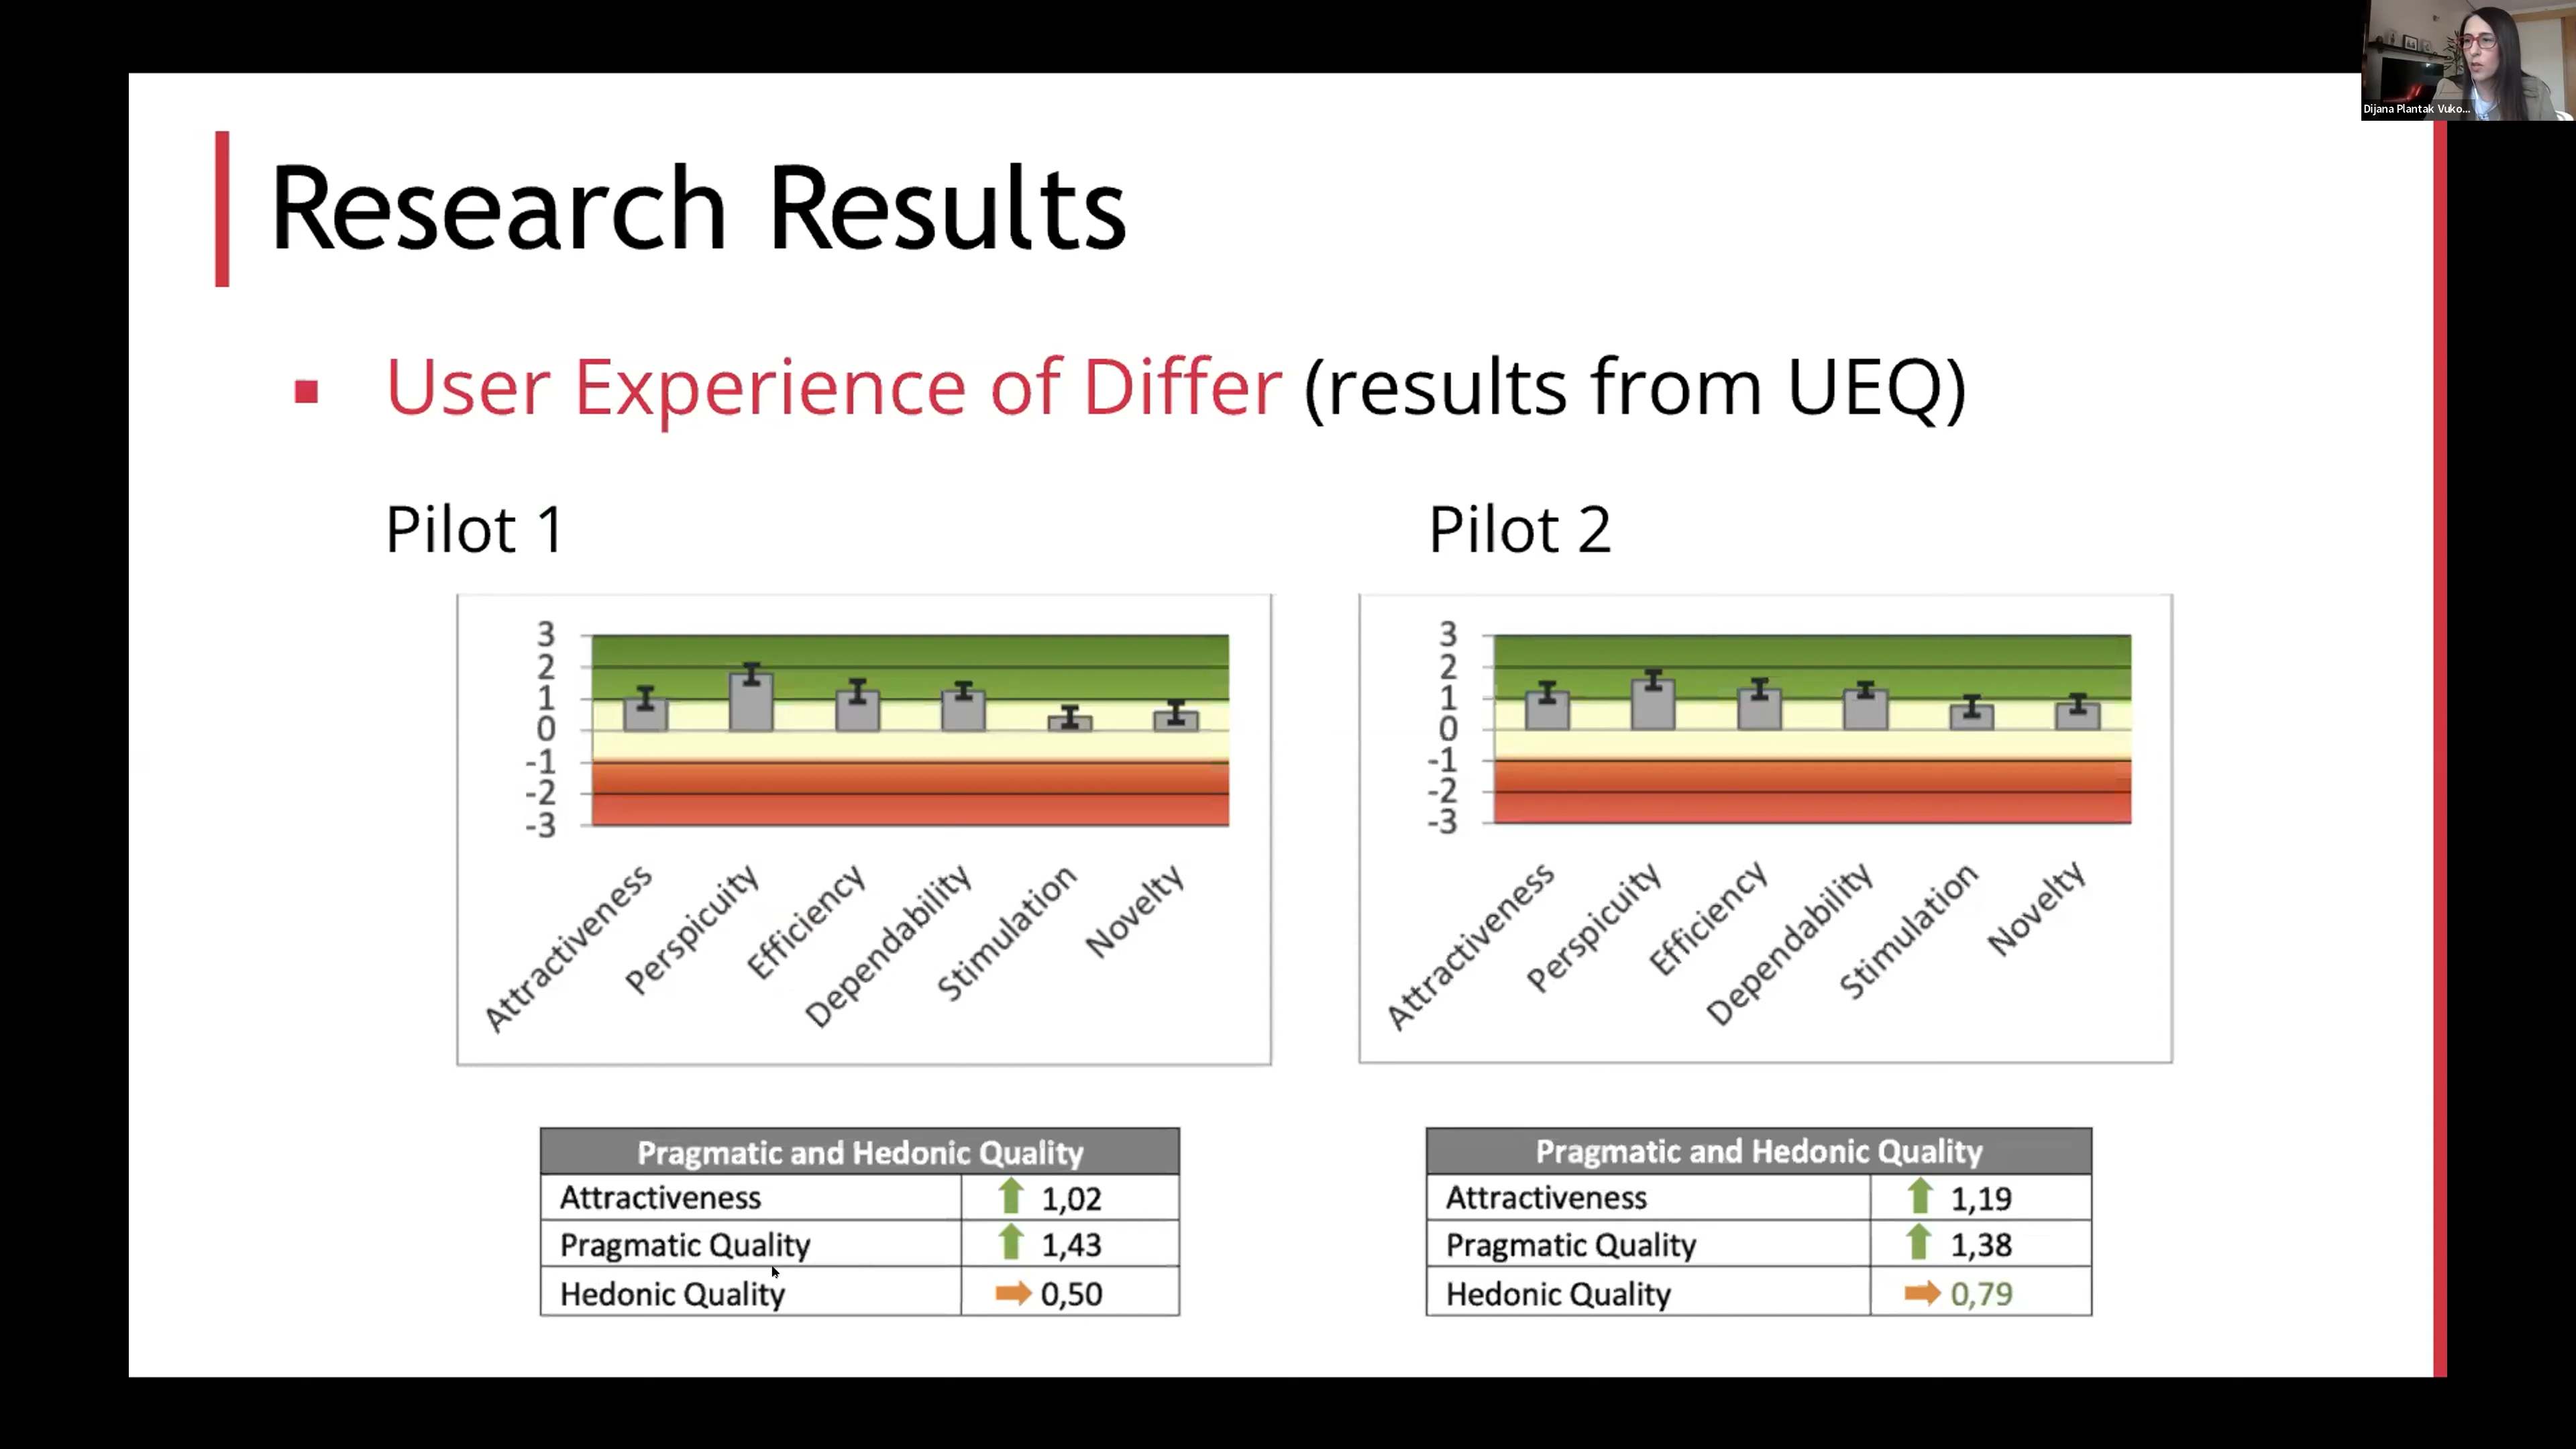 Dijana Plantak Vuko...
Research Results
User Experience of Differ (results from UEQ)
Pilot 1
3
2
1
0
-1
-2
-3
Attractiveness
Perspicuity
Efficiency
Dependability
Stimulation
Novelty
Pragmatic and Hedonic Quality
Attractiveness 1,02
Pragmatic Quality 1,43
Hedonic Quality 0,50
Pilot 2
3
2
1
0
-1
-2
-3
Attractiveness
Perspicuity
Efficiency
Dependability
Stimulation
Novelty
Pragmatic and Hedonic Quality
Attractiveness 1,19
Pragmatic Quality 1,38
Hedonic Quality 0,79